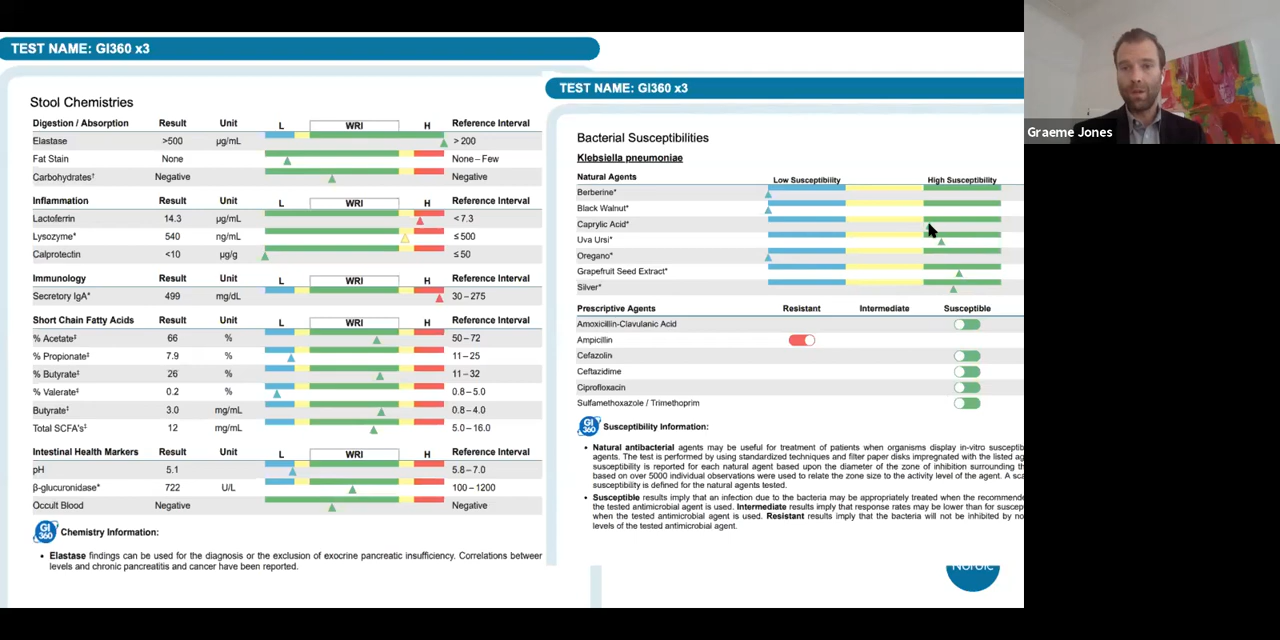 TEST NAME: GI360 x3
Stool Chemistries
Digestion / Absorption Result Unit L WRI H Reference Interval
Elastase >500 µg/mL > 200
Fat Stain None None – Few
Carbohydrates† Negative Negative
Inflammation Result Unit L WRI H Reference Interval
Lactoferrin 14.3 µg/mL < 7.3
Lysozyme* 540 ng/mL ≤ 500
Calprotectin <10 µg/g ≤ 50
Immunology Result Unit L WRI H Reference Interval
Secretory IgA* 499 mg/dL 30 – 275
Short Chain Fatty Acids Result Unit L WRI H Reference Interval
% Acetate‡ 66 % 50 – 72
% Propionate‡ 7.9 % 11 – 25
% Butyrate‡ 26 % 11 – 32
% Valerate‡ 0.2 % 0.8 – 5.0
Butyrate‡ 3.0 mg/mL 0.8 – 4.0
Total SCFA's‡ 12 mg/mL 5.0 – 16.0
Intestinal Health Markers Result Unit L WRI H Reference Interval
pH 5.1 5.8 – 7.0
β-glucuronidase* 722 U/L 100 – 1200
Occult Blood Negative Negative
GI 360 Chemistry Information:
• Elastase findings can be used for the diagnosis or the exclusion of exocrine pancreatic insufficiency. Correlations between
levels and chronic pancreatitis and cancer have been reported.
TEST NAME: GI360 x3
Bacterial Susceptibilities
Klebsiella pneumoniae
Natural Agents Low Susceptibility High Susceptibility
Berberine*
Black Walnut*
Caprylic Acid*
Uva Ursi*
Oregano*
Grapefruit Seed Extract*
Silver*
Prescriptive Agents Resistant Intermediate Susceptible
Amoxicillin-Clavulanic Acid
Ampicillin
Cefazolin
Ceftazidime
Ciprofloxacin
Sulfamethoxazole / Trimethoprim
GI 360 Susceptibility Information:
• Natural antibacterial agents may be useful for treatment of patients when organisms display in-vitro susceptib
agents. The test is performed by using standardized techniques and filter paper disks impregnated with the listed ag
susceptibility is reported for each natural agent based upon the diameter of the zone of inhibition surrounding th
based on over 5000 individual observations were used to relate the zone size to the activity level of the agent. A sca
susceptibility is defined for the natural agents tested.
• Susceptible results imply that an infection due to the bacteria may be appropriately treated when the recommende
the tested antimicrobial agent is used. Intermediate results imply that response rates may be lower than for suscep
when the tested antimicrobial agent is used. Resistant results imply that the bacteria will not be inhibited by no
levels of the tested antimicrobial agent.
Nordic
Graeme Jones